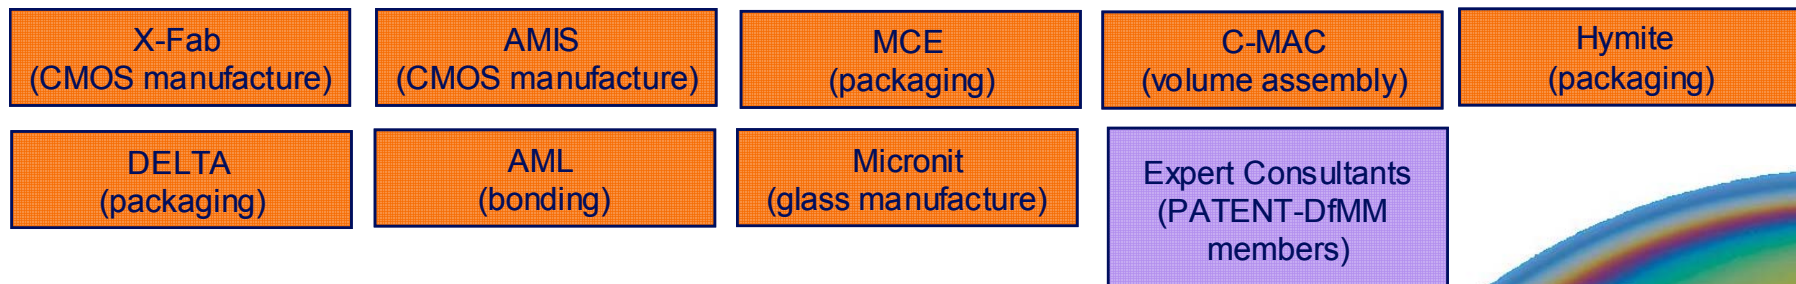 X-Fab
(CMOS manufacture)
AMIS
(CMOS manufacture)
MCE
(packaging)
C-MAC
(volume assembly)
Hymite
(packaging)
DELTA
(packaging)
AML
(bonding)
Micronit
(glass manufacture)
Expert Consultants
(PATENT-DfMM
members)